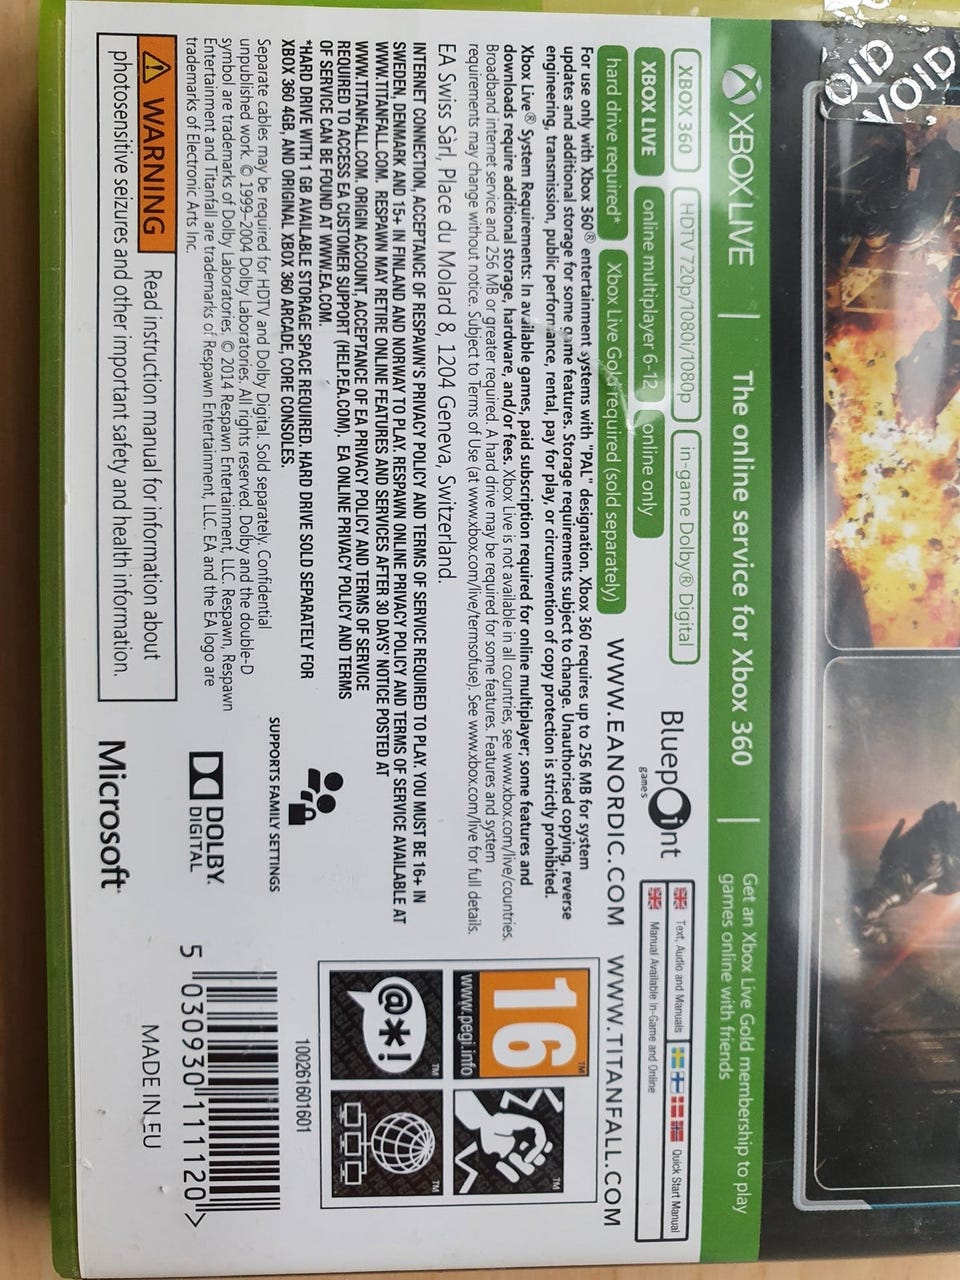 VOID
VOID
XBOX LIVE | The online service for Xbox 360 | Get an Xbox Live Gold membership to play
games online with friends
XBOX 360 HDTV 720p/1080i/1080p in-game Dolby® Digital
XBOX LIVE online multiplayer 6-12 online only
hard drive required* Xbox Live Gold required (sold separately)
Bluepoint
games
Text, Audio and Manuals Quick Start Manual
Manual Available In-Game and Online
WWW.EANORDIC.COM WWW.TITANFALL.COM
For use only with Xbox 360® entertainment systems with "PAL" designation. Xbox 360 requires up to 256 MB for system
updates and additional storage for some game features. Storage requirements subject to change. Unauthorised copying, reverse
engineering, transmission, public performance, rental, pay for play, or circumvention of copy protection is strictly prohibited.
Xbox Live® System Requirements: In available games, paid subscription required for online multiplayer; some features and
downloads require additional storage, hardware, and/or fees. Xbox Live is not available in all countries, see www.xbox.com/live/countries.
Broadband internet service and 256 MB or greater required. A hard drive may be required for some features. Features and system
requirements may change without notice. Subject to Terms of Use (at www.xbox.com/live/termsofuse). See www.xbox.com/live for full details.
EA Swiss Sàrl, Place du Molard 8, 1204 Geneva, Switzerland.
INTERNET CONNECTION, ACCEPTANCE OF RESPAWN'S PRIVACY POLICY AND TERMS OF SERVICE REQUIRED TO PLAY. YOU MUST BE 16+ IN
SWEDEN, DENMARK AND 15+ IN FINLAND AND NORWAY TO PLAY. RESPAWN ONLINE PRIVACY POLICY AND TERMS OF SERVICE AVAILABLE AT
WWW.TITANFALL.COM. RESPAWN MAY RETIRE ONLINE FEATURES AND SERVICES AFTER 30 DAYS' NOTICE POSTED AT
WWW.TITANFALL.COM. ORIGIN ACCOUNT, ACCEPTANCE OF EA PRIVACY POLICY AND TERMS OF SERVICE
REQUIRED TO ACCESS EA CUSTOMER SUPPORT (HELP.EA.COM). EA ONLINE PRIVACY POLICY AND TERMS
OF SERVICE CAN BE FOUND AT WWW.EA.COM.
*HARD DRIVE WITH 1 GB AVAILABLE STORAGE SPACE REQUIRED. HARD DRIVE SOLD SEPARATELY FOR
XBOX 360 4GB, AND ORIGINAL XBOX 360 ARCADE, CORE CONSOLES.
Separate cables may be required for HDTV and Dolby Digital. Sold separately. Confidential
unpublished work. © 1999-2004 Dolby Laboratories. All rights reserved. Dolby and the double-D
symbol are trademarks of Dolby Laboratories. © 2014 Respawn Entertainment, LLC. Respawn, Respawn
Entertainment and Titanfall are trademarks of Respawn Entertainment, LLC. EA and the EA logo are
trademarks of Electronic Arts Inc.
WARNING Read instruction manual for information about
photosensitive seizures and other important safety and health information.
SUPPORTS FAMILY SETTINGS
DOLBY.
DIGITAL
Microsoft
16
www.pegi.info
@*!
100261601601
5 030930 111120 >
MADE IN EU